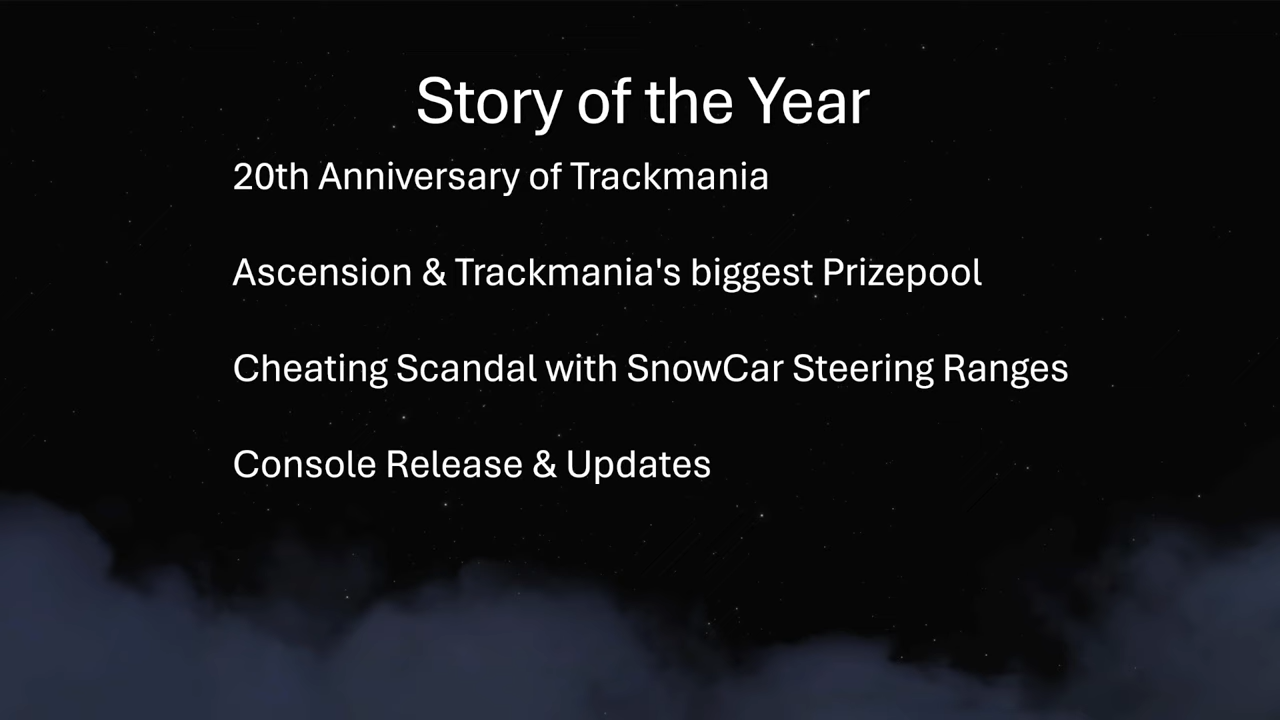 Story of the Year
20th Anniversary of Trackmania
Ascension & Trackmania's biggest Prizepool
Cheating Scandal with SnowCar Steering Ranges
Console Release & Updates